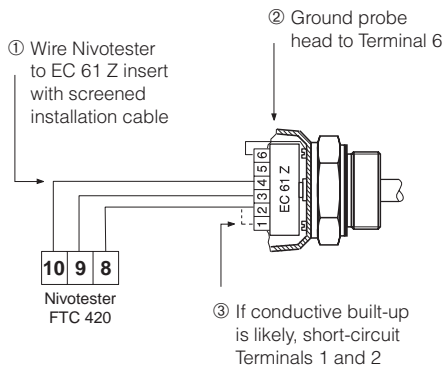 ① Wire Nivotester
to EC 61 Z insert
with screened
installation cable
② Ground probe
head to Terminal 6
1 2 3 4 5 6
EC 61 Z
10 9 8
Nivotester
FTC 420
③ If conductive built-up
is likely, short-circuit
Terminals 1 and 2